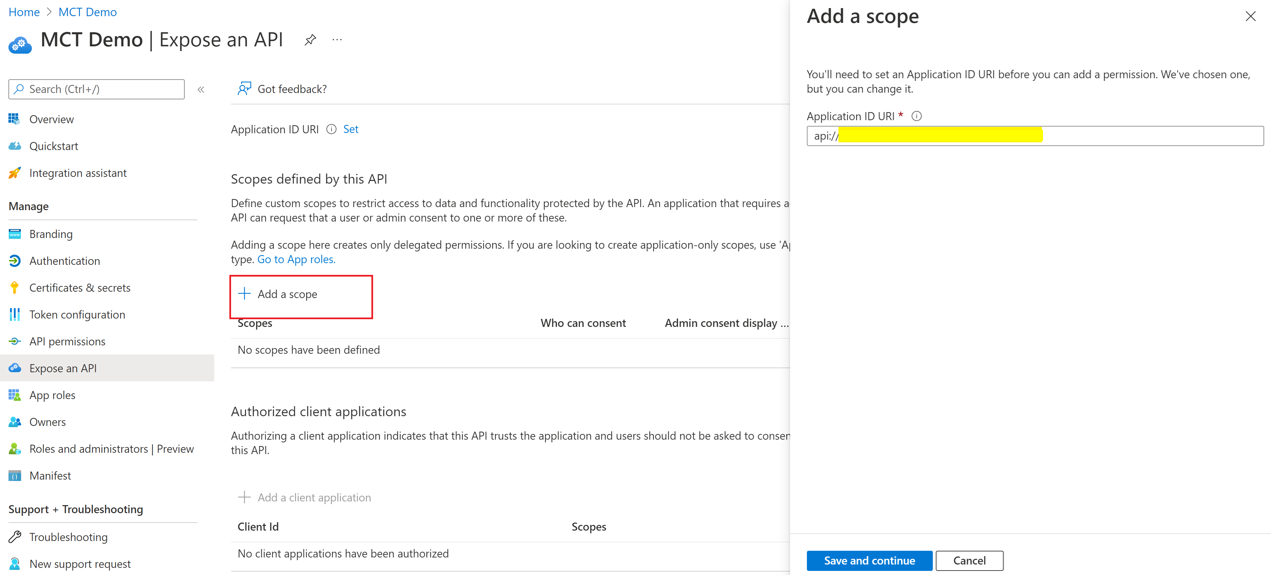 Home > MCT Demo
MCT Demo | Expose an API
Search (Ctrl+/)
«
Overview
Quickstart
Integration assistant
Manage
Branding
Authentication
Certificates & secrets
Token configuration
API permissions
Expose an API
App roles
Owners
Roles and administrators | Preview
Manifest
Support + Troubleshooting
Troubleshooting
New support request
Got feedback?
Application ID URI Set
Scopes defined by this API
Define custom scopes to restrict access to data and functionality protected by the API. An application that requires a
API can request that a user or admin consent to one or more of these.
Adding a scope here creates only delegated permissions. If you are looking to create application-only scopes, use 'Ap
type. Go to App roles.
+ Add a scope
Scopes Who can consent Admin consent display ...
No scopes have been defined
Authorized client applications
Authorizing a client application indicates that this API trusts the application and users should not be asked to consen
this API.
+ Add a client application
Client Id Scopes
No client applications have been authorized
Add a scope
You'll need to set an Application ID URI before you can add a permission. We've chosen one,
but you can change it.
Application ID URI *
api://
Save and continue Cancel